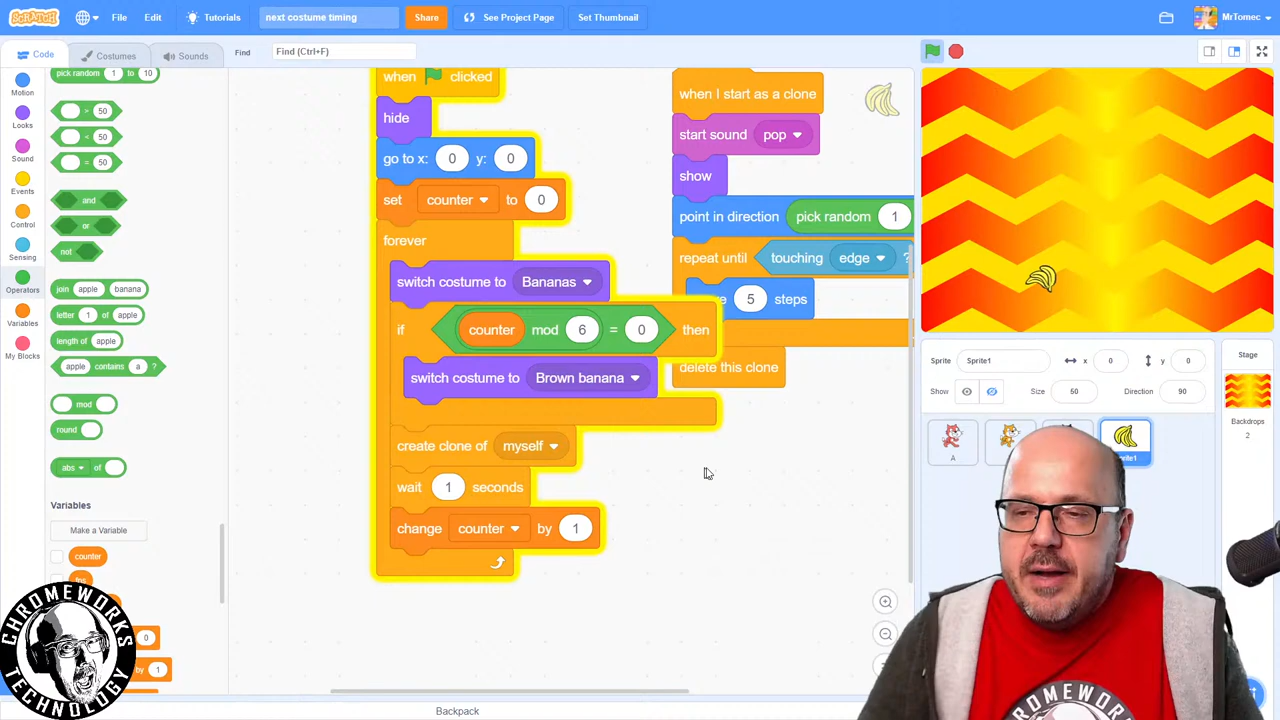 SCRATCH
File
Edit
Tutorials
next costume timing
Share
See Project Page
Set Thumbnail
MrTomec
Code
Costumes
Sounds
Find
Find (Ctrl+F)
Motion
Looks
Sound
Events
Control
Sensing
Operators
Variables
My Blocks
pick random 1 to 10
> 50
< 50
= 50
and
or
not
join apple banana
letter 1 of apple
length of apple
apple contains a ?
mod
round
abs of
Variables
Make a Variable
counter
0
by 1
when clicked
hide
go to x: 0 y: 0
set counter to 0
forever
switch costume to Bananas
if counter mod 6 = 0 then
switch costume to Brown banana
create clone of myself
wait 1 seconds
change counter by 1
when I start as a clone
start sound pop
show
point in direction pick random 1
repeat until touching edge ?
5 steps
delete this clone
Sprite Sprite1 x 0 y 0
Show Size 50 Direction 90
A
Stage
Backdrops
2
Backpack
CHROMEWORKS
TECHNOLOGY